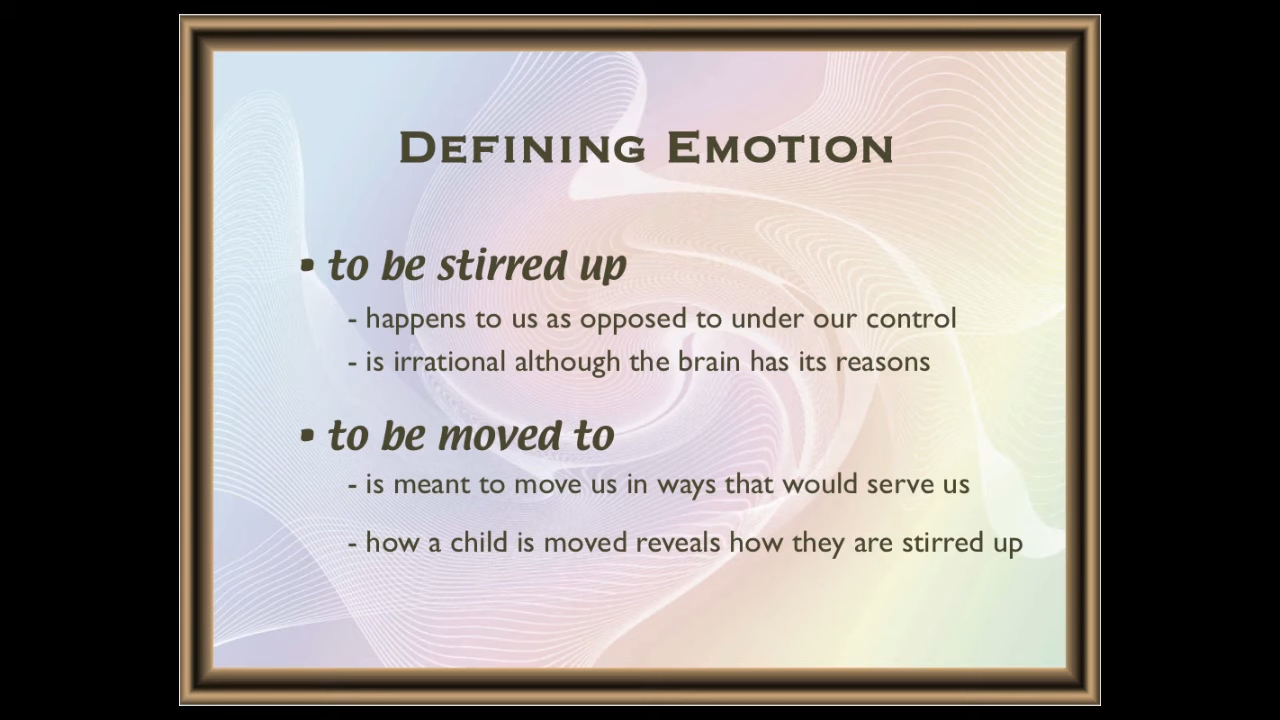 Defining Emotion
• to be stirred up
- happens to us as opposed to under our control
- is irrational although the brain has its reasons
• to be moved to
- is meant to move us in ways that would serve us
- how a child is moved reveals how they are stirred up